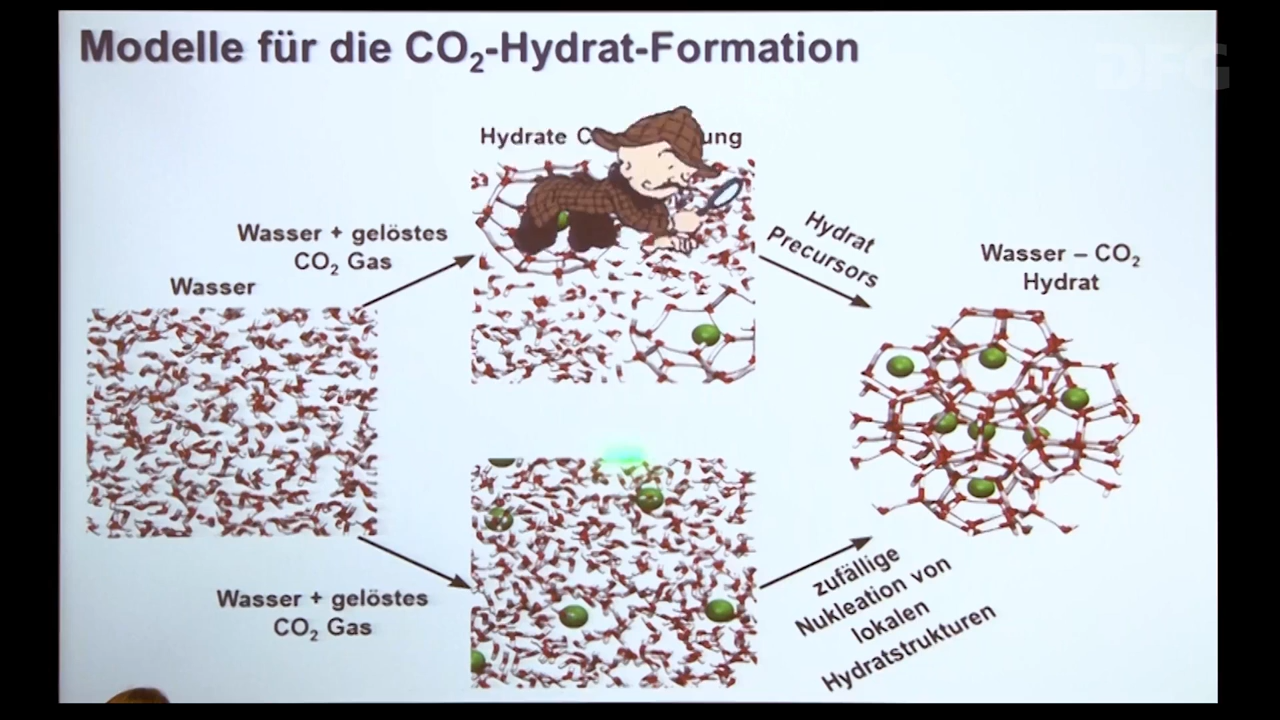 Modelle für die CO₂-Hydrat-Formation
DFG
Hydrate C ung
Wasser + gelöstes
CO₂ Gas
Hydrat
Precursors
Wasser – CO₂
Hydrat
Wasser
Wasser + gelöstes
CO₂ Gas
zufällige
Nukleation von
lokalen
Hydratstrukturen